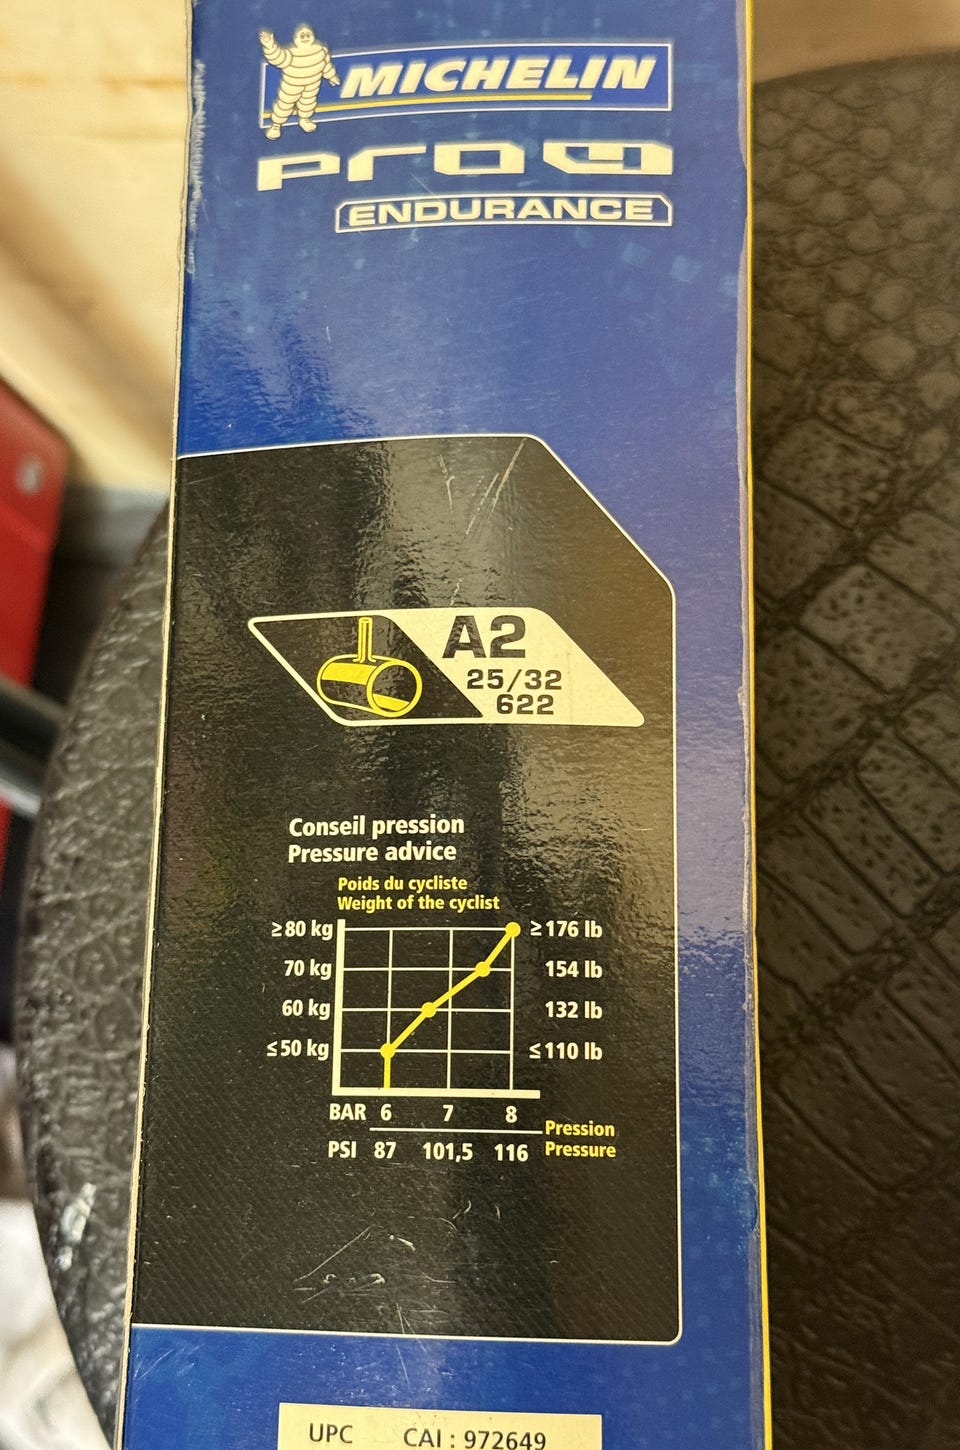 MICHELIN
PRO4
ENDURANCE
A2
25/32
622
Conseil pression
Pressure advice
Poids du cycliste
Weight of the cyclist
≥80 kg ≥176 lb
70 kg 154 lb
60 kg 132 lb
≤50 kg ≤110 lb
BAR 6 7 8
Pression
PSI 87 101,5 116 Pressure
UPC CAI : 972649